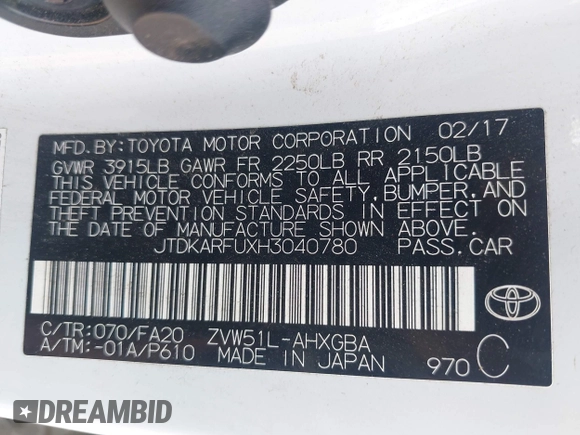 MFD.BY:TOYOTA MOTOR CORPORATION 02/17
GVWR 3915LB GAWR FR 2250LB RR 2150LB
THIS VEHICLE CONFORMS TO ALL APPLICABLE
FEDERAL MOTOR VEHICLE SAFETY,BUMPER,AND
THEFT PREVENTION STANDARDS IN EFFECT ON
THE DATE OF MANUFACTURE SHOWN ABOVE.
JTDKARFUXH3040780 PASS.CAR
C/TR:070/FA20 ZVW51L-AHXGBA
A/TM:-01A/P610 MADE IN JAPAN 970 C
DREAMBID